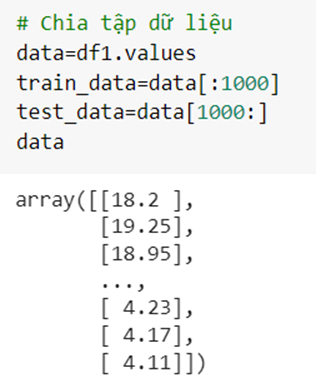 # Chia tập dữ liệu
data=df1.values
train_data=data[:1000]
test_data=data[1000:]
data
array([[18.2 ],
       [19.25],
       [18.95],
       ...,
       [ 4.23],
       [ 4.17],
       [ 4.11]])